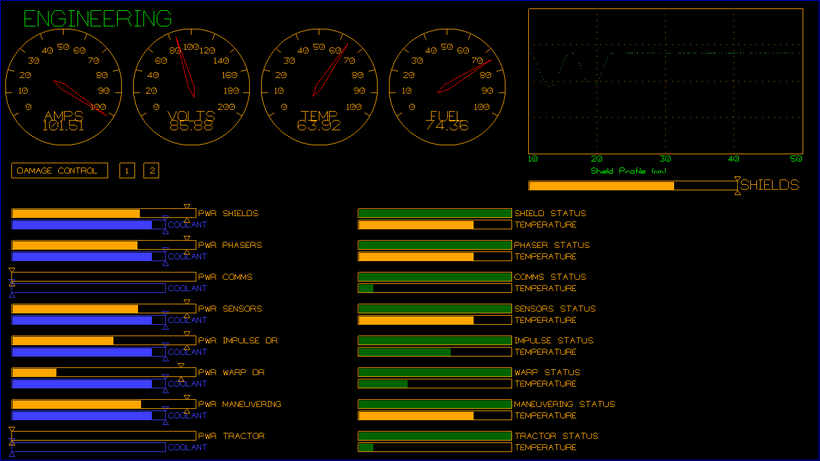 ENGINEERING
0 10 20 30 40 50 60 70 80 90 100
AMPS
101.51
0 20 40 60 80 100 120 140 160 180 200
VOLTS
85.88
0 10 20 30 40 50 60 70 80 90 100
TEMP
63.92
0 10 20 30 40 50 60 70 80 90 100
FUEL
74.36
10 20 30 40 50
Shield Profile (nm)
SHIELDS
DAMAGE CONTROL 1 2
PWR SHIELDS SHIELD STATUS
COOLANT TEMPERATURE
PWR PHASERS PHASER STATUS
COOLANT TEMPERATURE
PWR COMMS COMMS STATUS
COOLANT TEMPERATURE
PWR SENSORS SENSORS STATUS
COOLANT TEMPERATURE
PWR IMPULSE DR IMPULSE STATUS
COOLANT TEMPERATURE
PWR WARP DR WARP STATUS
COOLANT TEMPERATURE
PWR MANEUVERING MANEUVERING STATUS
COOLANT TEMPERATURE
PWR TRACTOR TRACTOR STATUS
COOLANT TEMPERATURE